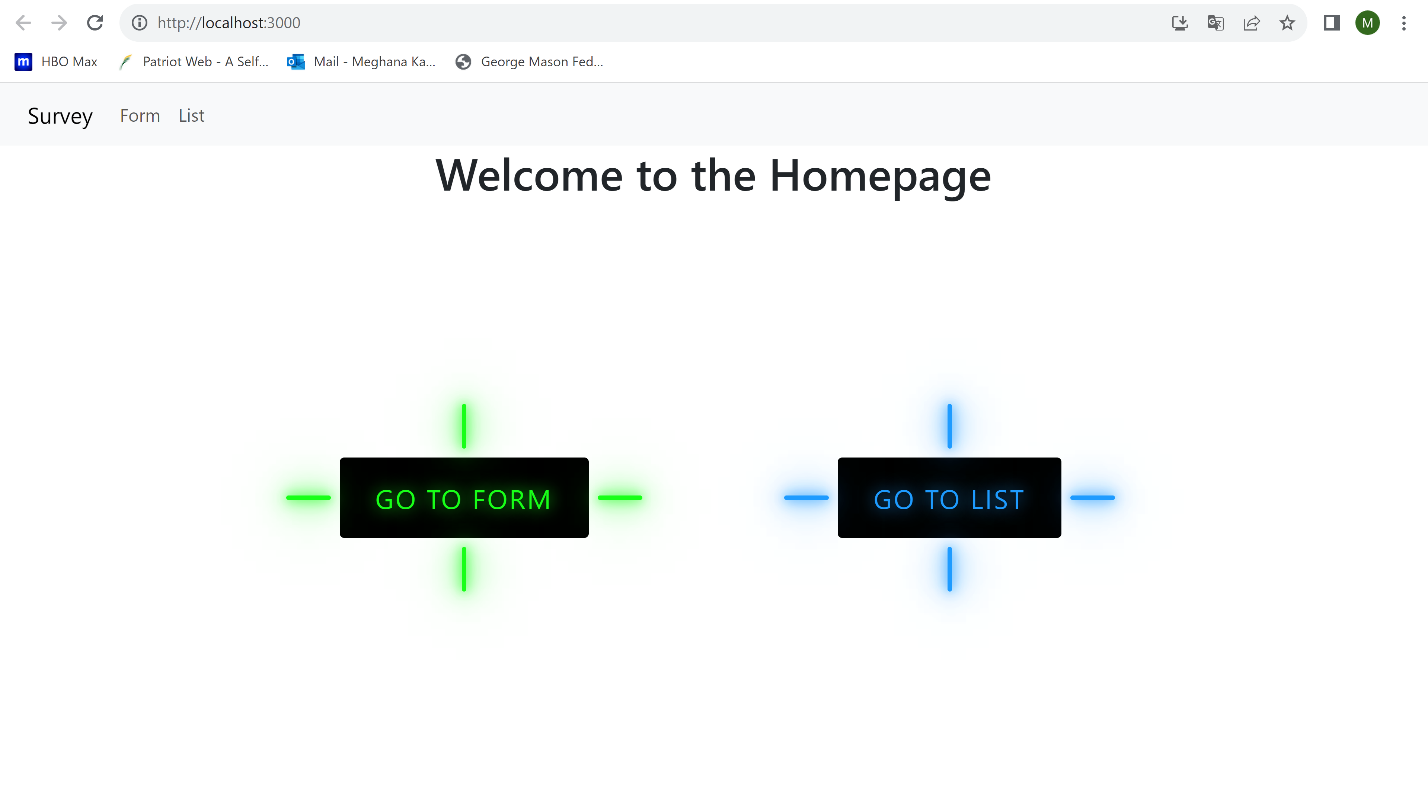 http://localhost:3000
M
m HBO Max Patriot Web - A Self... Mail - Meghana Ka... George Mason Fed...
Survey Form List
Welcome to the Homepage
GO TO FORM GO TO LIST